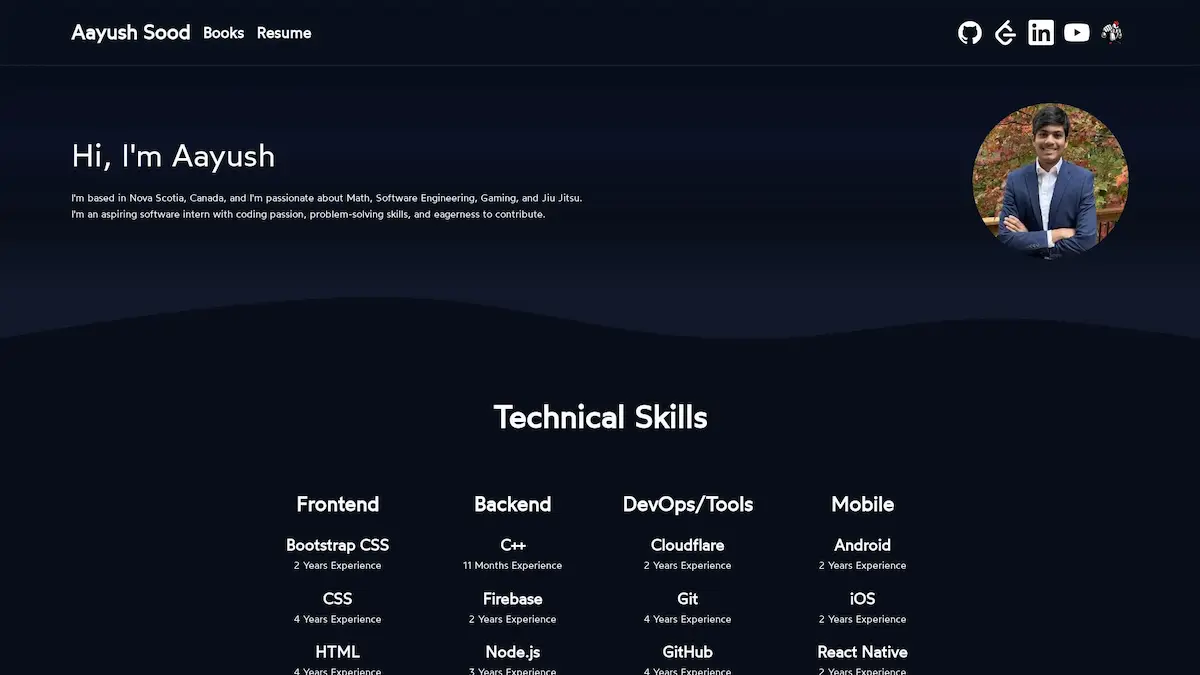 Aayush Sood Books Resume
Hi, I'm Aayush
I'm based in Nova Scotia, Canada, and I'm passionate about Math, Software Engineering, Gaming, and Jiu Jitsu.
I'm an aspiring software intern with coding passion, problem-solving skills, and eagerness to contribute.
Technical Skills
Frontend Backend DevOps/Tools Mobile
Bootstrap CSS C++ Cloudflare Android
2 Years Experience 11 Months Experience 2 Years Experience 2 Years Experience
CSS Firebase Git iOS
4 Years Experience 2 Years Experience 4 Years Experience 2 Years Experience
HTML Node.js GitHub React Native
4 Years Experience 3 Years Experience 4 Years Experience 2 Years Experience